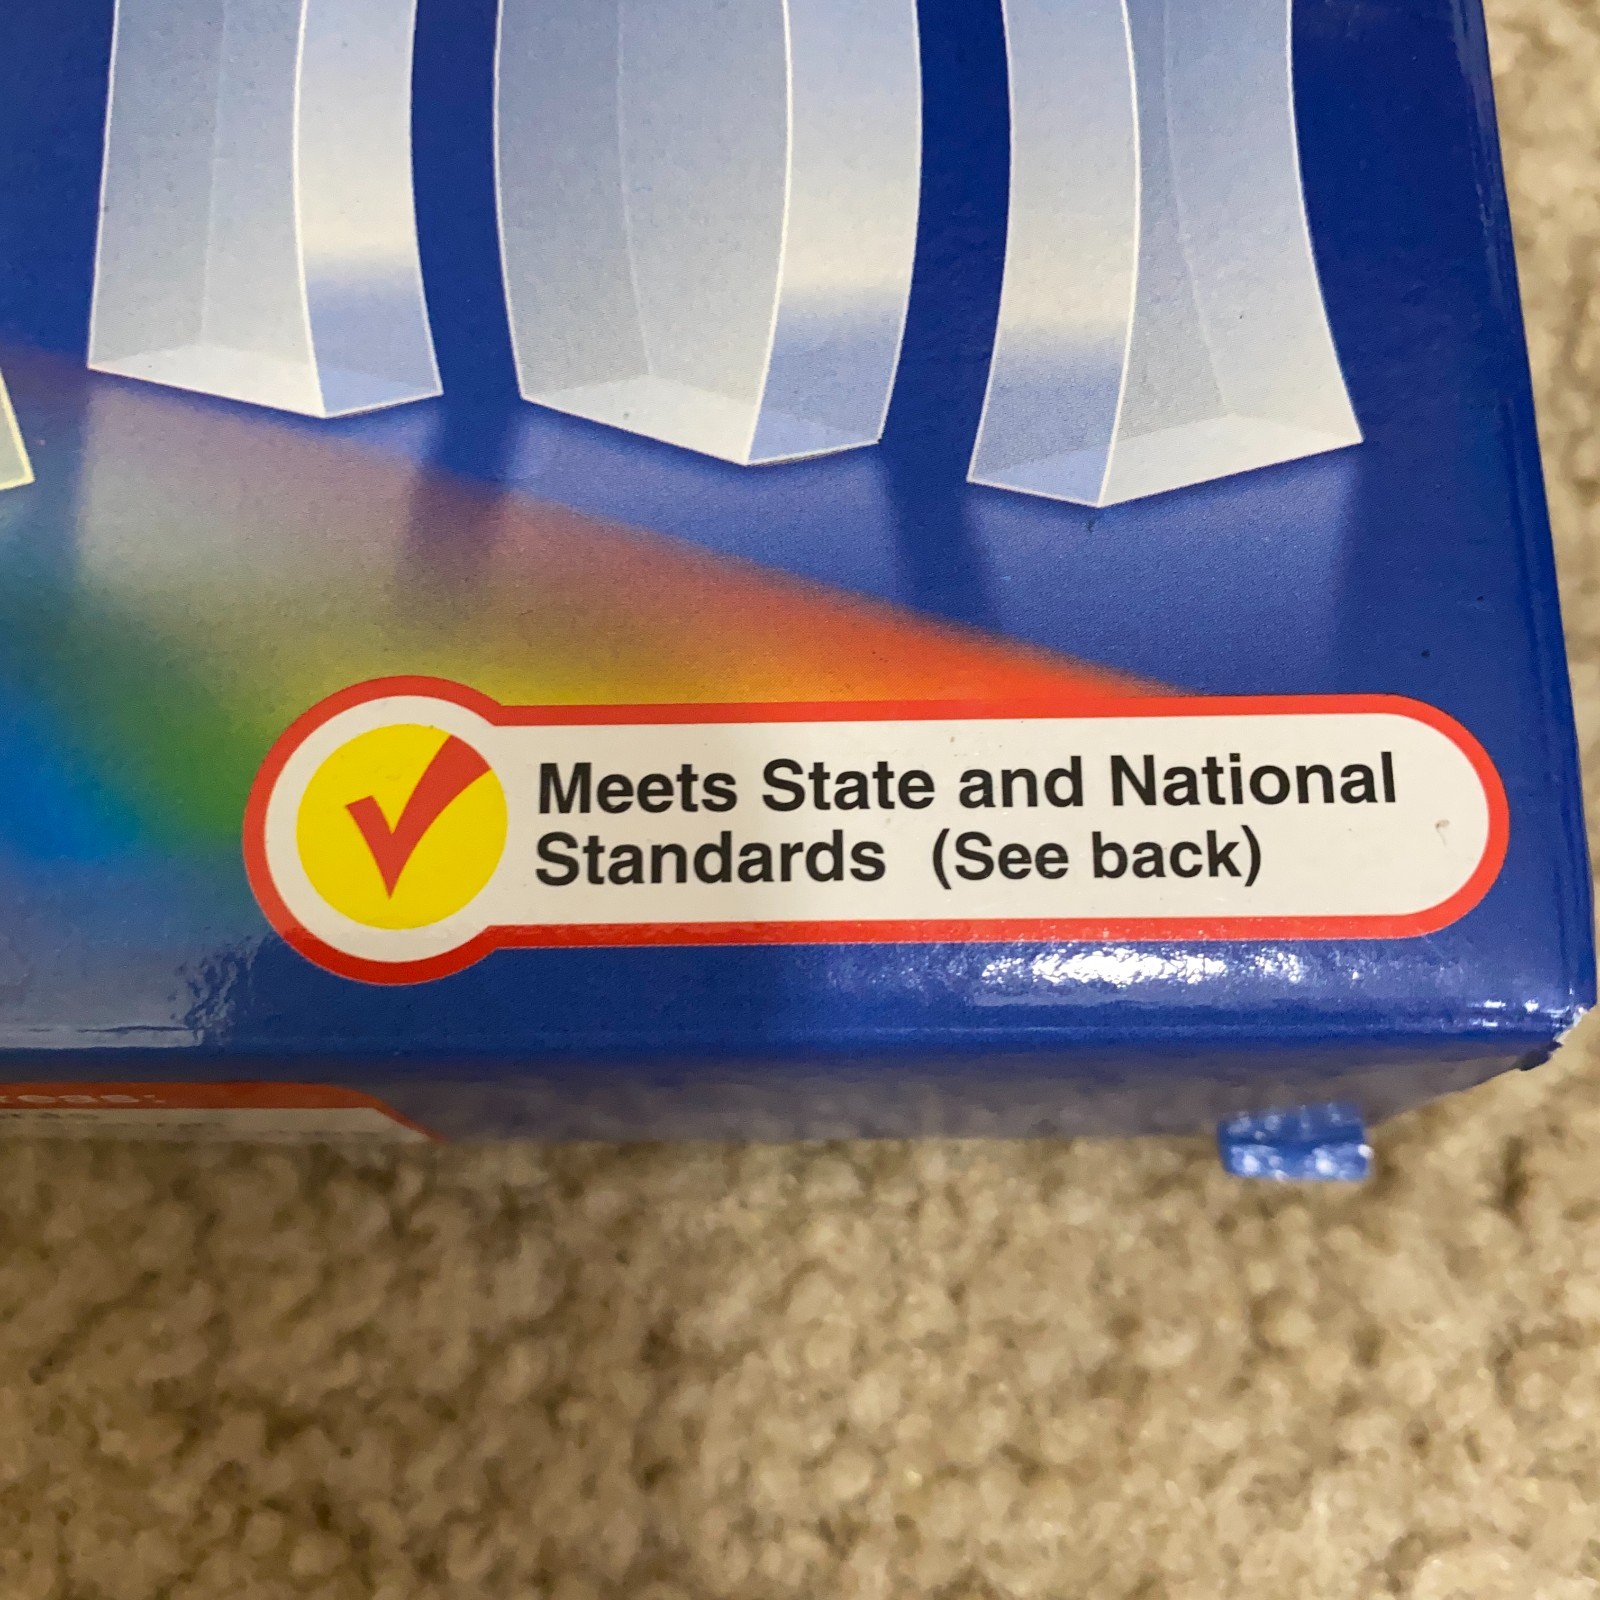 Meets State and National
Standards (See back)